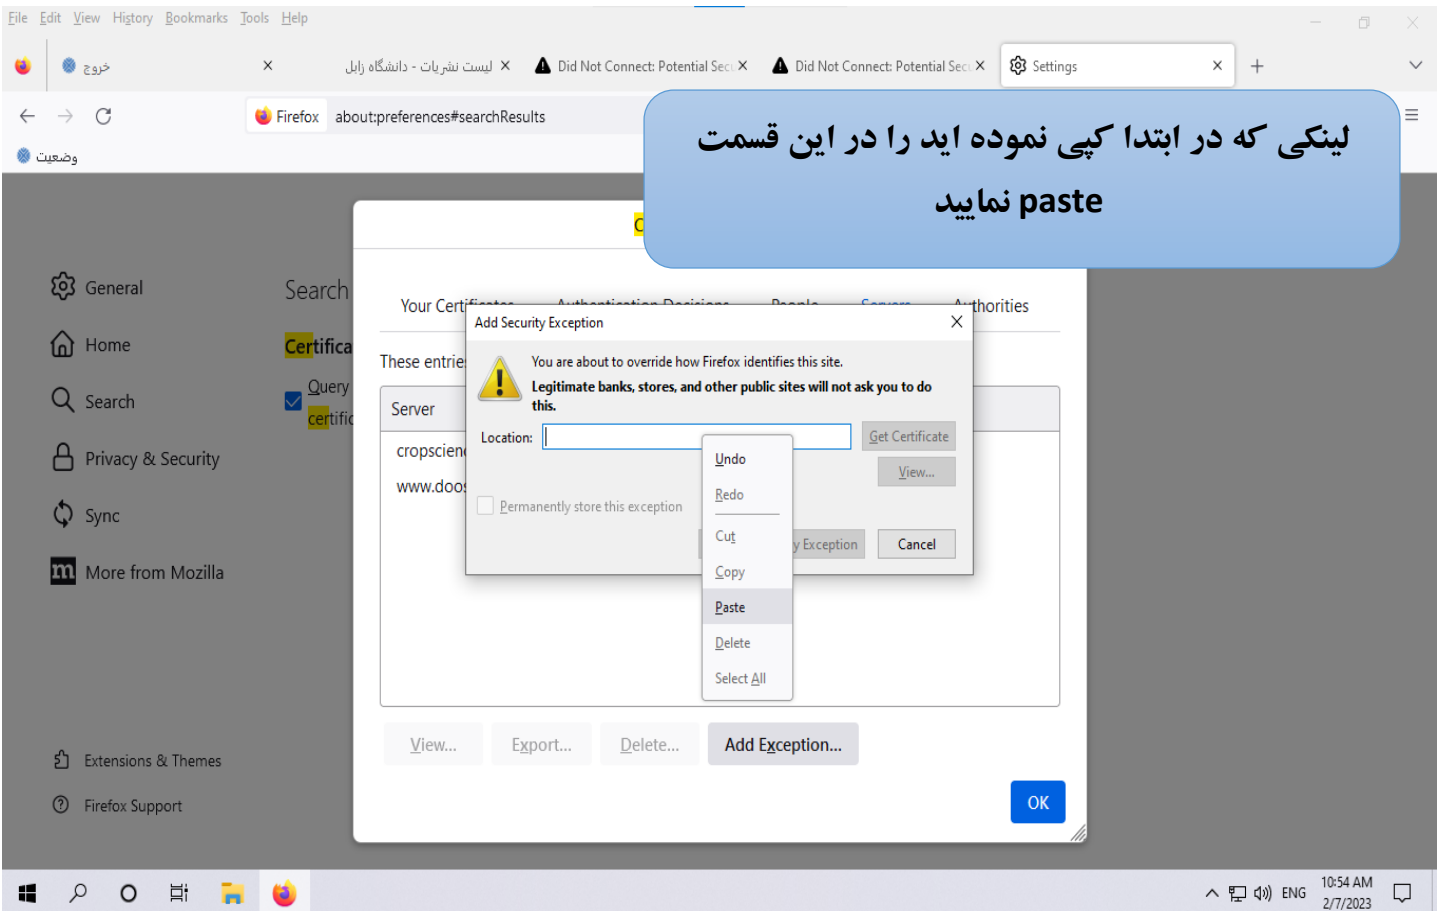 File Edit View History Bookmarks Tools Help
خروج
لیست نشریات - دانشگاه زابل
Did Not Connect: Potential Sec
Did Not Connect: Potential Sec
Settings
Firefox about:preferences#searchResults
وضعیت
لینکی که در ابتدا کپی نموده اید را در این قسمت
paste نمایید
General
Home
Search
Privacy & Security
Sync
More from Mozilla
Extensions & Themes
Firefox Support
Search
Certifica
Query
certific
Your Certificates Authentication Decisions People Servers Authorities
These entrie
Server
cropscien
www.doos
Add Security Exception
You are about to override how Firefox identifies this site.
Legitimate banks, stores, and other public sites will not ask you to do
this.
Location:
Get Certificate
View...
Permanently store this exception
y Exception
Cancel
Undo
Redo
Cut
Copy
Paste
Delete
Select All
View... Export... Delete... Add Exception...
OK
ENG
10:54 AM
2/7/2023